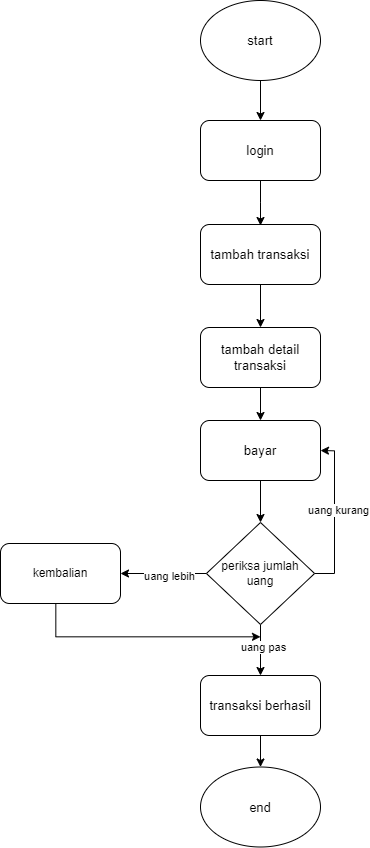 start
login
tambah transaksi
tambah detail
transaksi
bayar
uang kurang
periksa jumlah
uang
uang lebih
kembalian
uang pas
transaksi berhasil
end